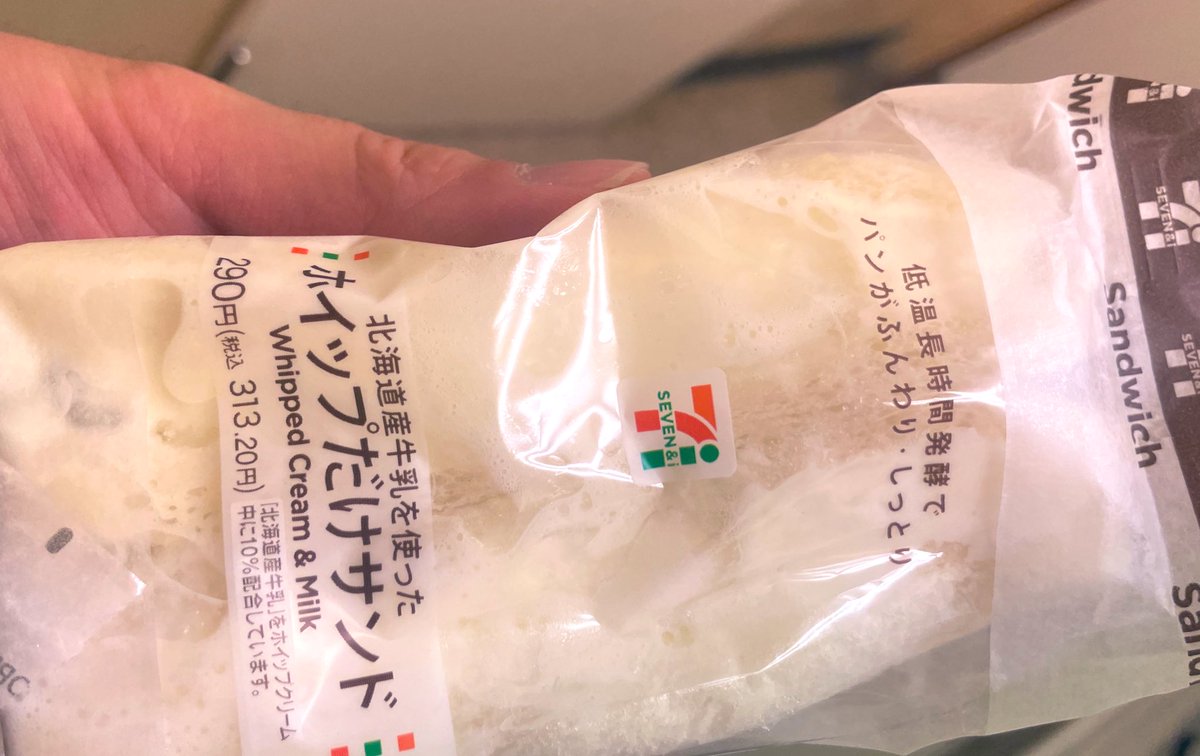 北海道産牛乳を使った
ホイップだけサンド
Whipped Cream & Milk
290円(税込 313.20円)
「北海道産牛乳」をホイップクリーム
中に10%配合しています。
SEVEN&i
低温長時間発酵で
パンがふんわり・しっとり
Sandwich
SEVEN&i
SEVEN&i